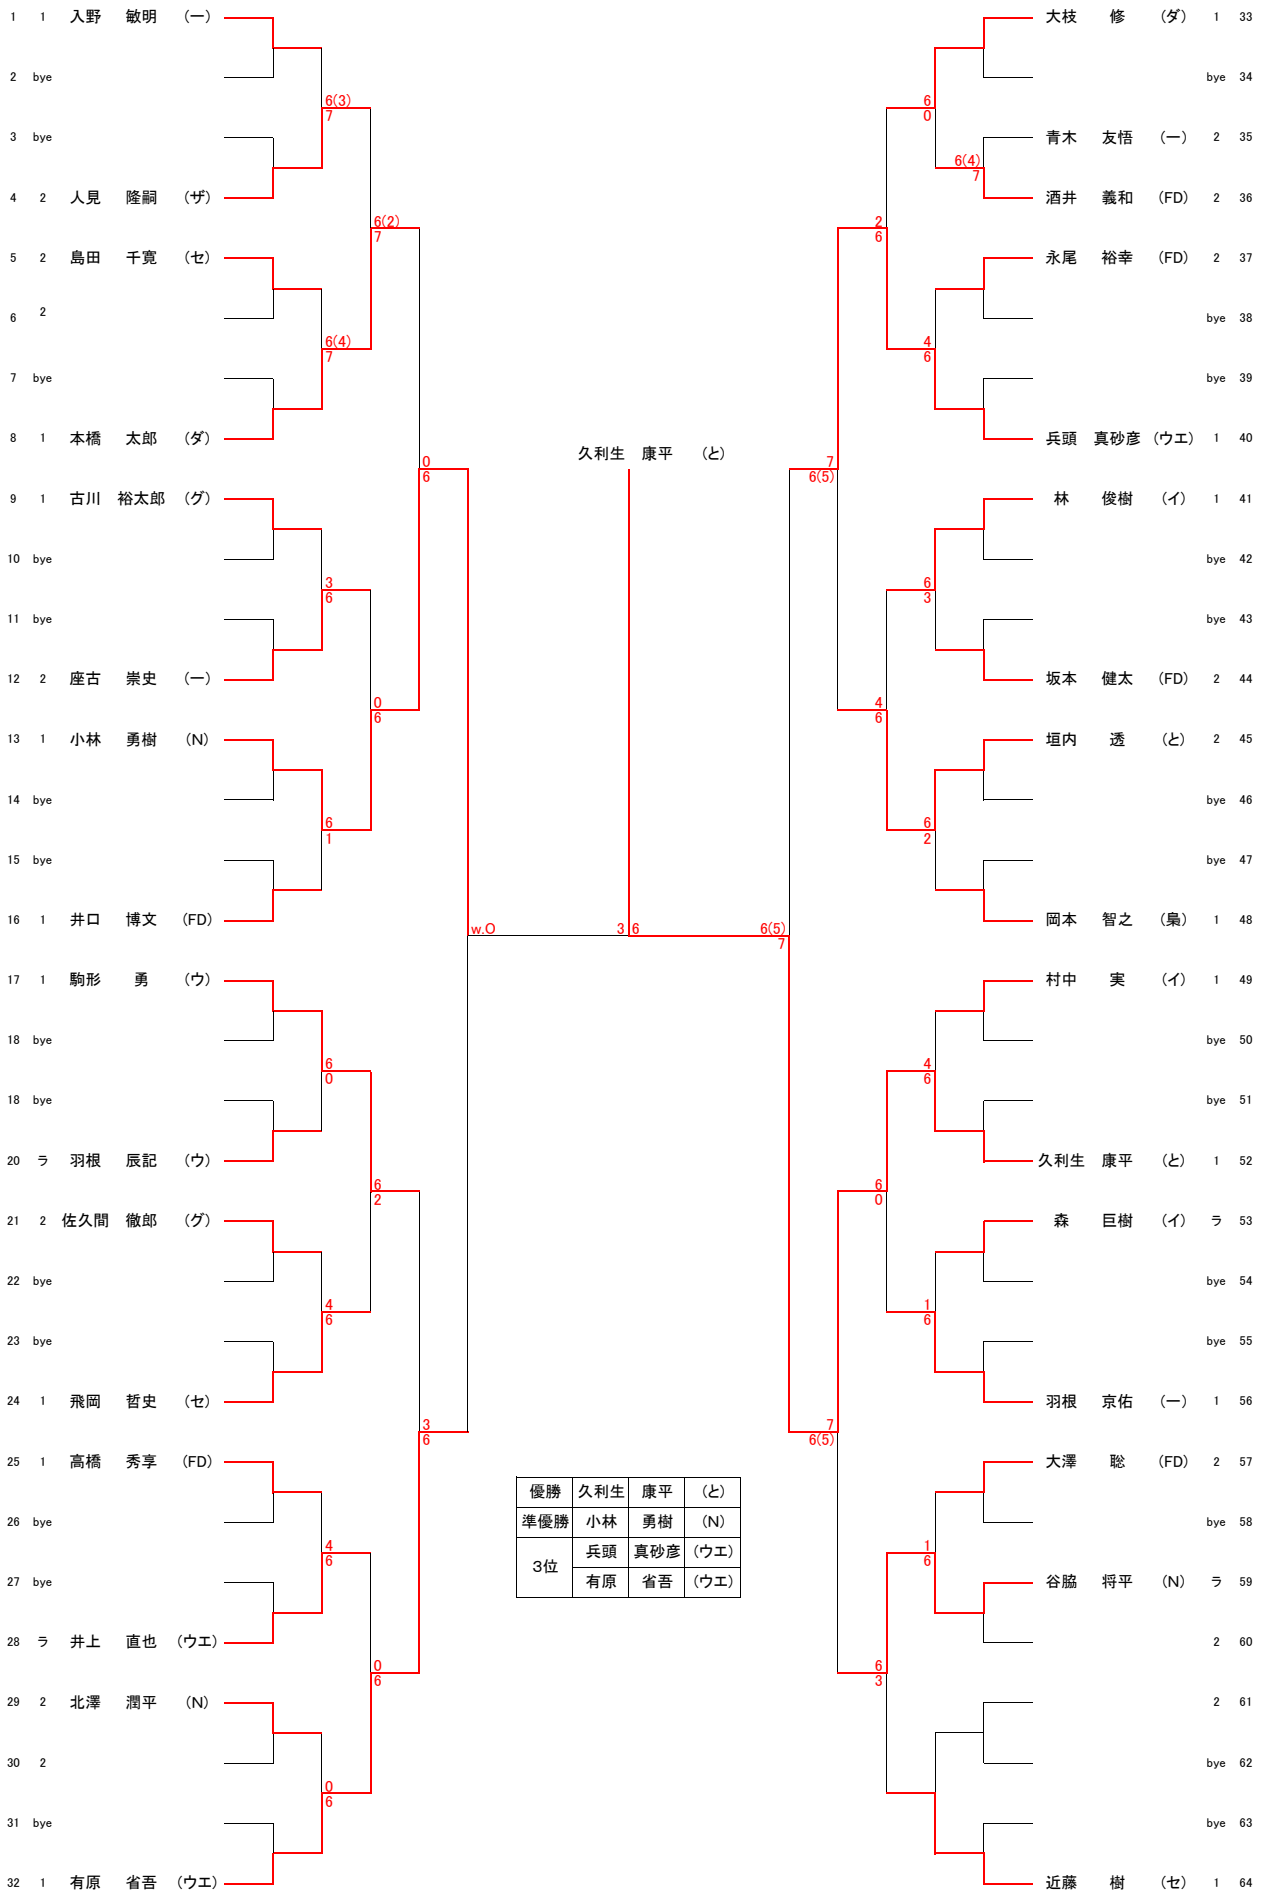 1 1 入野 敏明 (一)
2 bye
6(3)
7
3 bye
4 2 人見 隆嗣 (ザ)
6(2)
7
5 2 島田 千寛 (セ)
6 2
6(4)
7
7 bye
8 1 本橋 太郎 (ダ)
0
6
9 1 古川 裕太郎 (グ)
10 bye
3
6
11 bye
12 2 座古 崇史 (一)
0
6
13 1 小林 勇樹 (N)
14 bye
6
1
15 bye
16 1 井口 博文 (FD)
w.O
17 1 駒形 勇 (ウ)
18 bye
6
0
18 bye
20 ラ 羽根 辰記 (ウ)
6
2
21 2 佐久間 徹郎 (グ)
22 bye
4
6
23 bye
24 1 飛岡 哲史 (セ)
3
6
25 1 高橋 秀享 (FD)
26 bye
4
6
27 bye
28 ラ 井上 直也 (ウエ)
0
6
29 2 北澤 潤平 (N)
30 2
0
6
31 bye
32 1 有原 省吾 (ウエ)
久利生 康平 (と)
3 6
優勝 久利生 康平 (と)
準優勝 小林 勇樹 (N)
3位 兵頭 真砂彦 (ウエ)
有原 省吾 (ウエ)
大枝 修 (ダ) 1 33
bye 34
6
0
青木 友悟 (一) 2 35
6(4)
7
酒井 義和 (FD) 2 36
2
6
永尾 裕幸 (FD) 2 37
bye 38
4
6
bye 39
兵頭 真砂彦 (ウエ) 1 40
7
6(5)
林 俊樹 (イ) 1 41
bye 42
6
3
bye 43
坂本 健太 (FD) 2 44
4
6
垣内 透 (と) 2 45
bye 46
6
2
bye 47
岡本 智之 (梟) 1 48
6(5)
7
村中 実 (イ) 1 49
bye 50
4
6
bye 51
久利生 康平 (と) 1 52
6
0
森 巨樹 (イ) ラ 53
bye 54
1
6
bye 55
羽根 京佑 (一) 1 56
7
6(5)
大澤 聡 (FD) 2 57
bye 58
1
6
谷脇 将平 (N) ラ 59
2 60
6
3
2 61
bye 62
bye 63
近藤 樹 (セ) 1 64